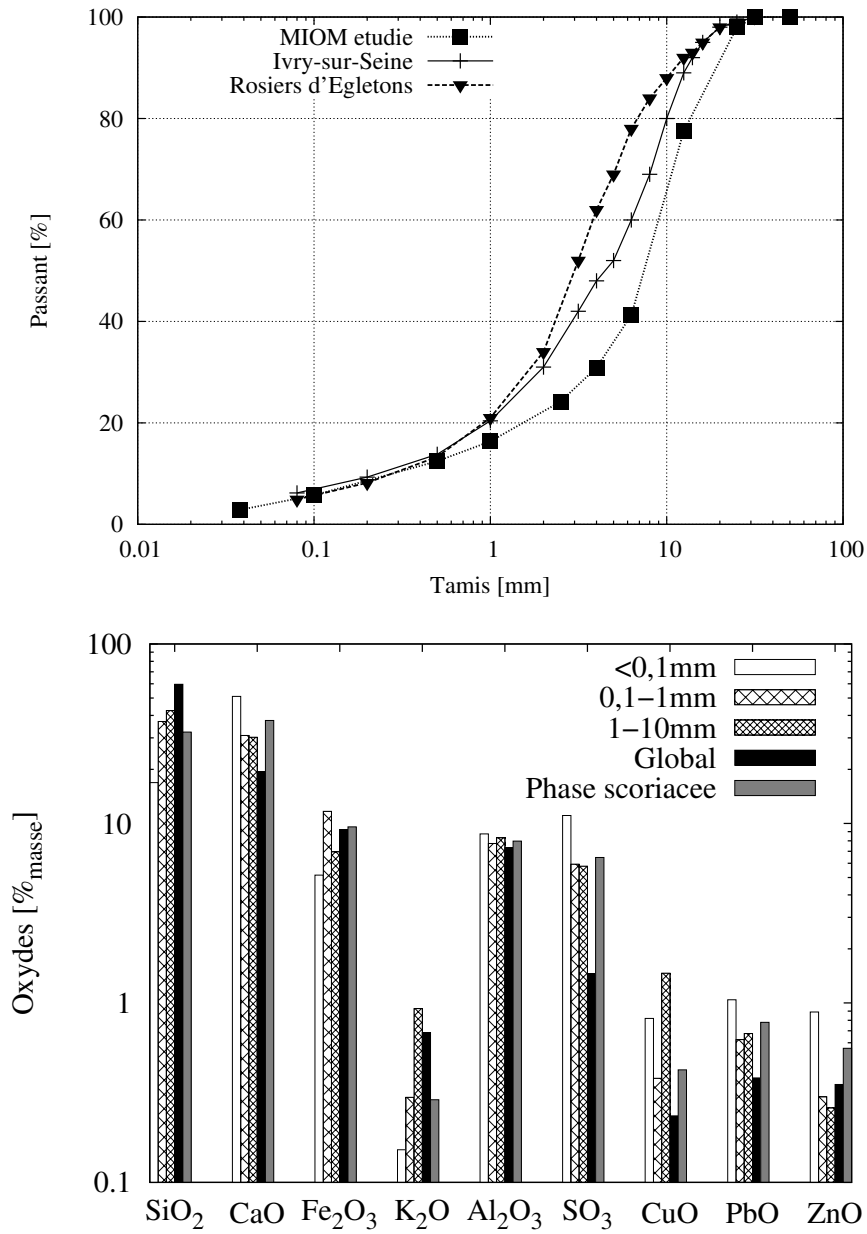 100
80
60
40
20
0
Passant [%]
MIOM etudie
Ivry-sur-Seine
Rosiers d'Egletons
0.01 0.1 1 10 100
Tamis [mm]
100
10
1
0.1
Oxydes [%masse]
<0,1mm
0,1−1mm
1−10mm
Global
Phase scoriacee
SiO2 CaO Fe2O3 K2O Al2O3 SO3 CuO PbO ZnO